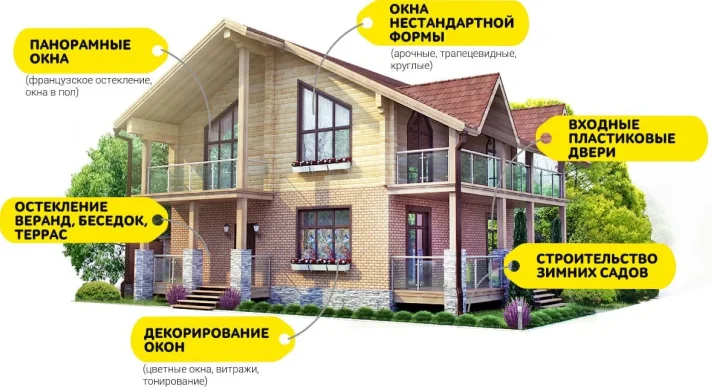 ПАНОРАМНЫЕ
ОКНА
(французское остекление,
окна в пол)
ОКНА
НЕСТАНДАРТНОЙ
ФОРМЫ
(арочные, трапецевидные,
круглые)
ВХОДНЫЕ
ПЛАСТИКОВЫЕ
ДВЕРИ
ОСТЕКЛЕНИЕ
ВЕРАНД, БЕСЕДОК,
ТЕРРАС
СТРОИТЕЛЬСТВО
ЗИМНИХ САДОВ
ДЕКОРИРОВАНИЕ
ОКОН
(цветные окна, витражи,
тонирование)